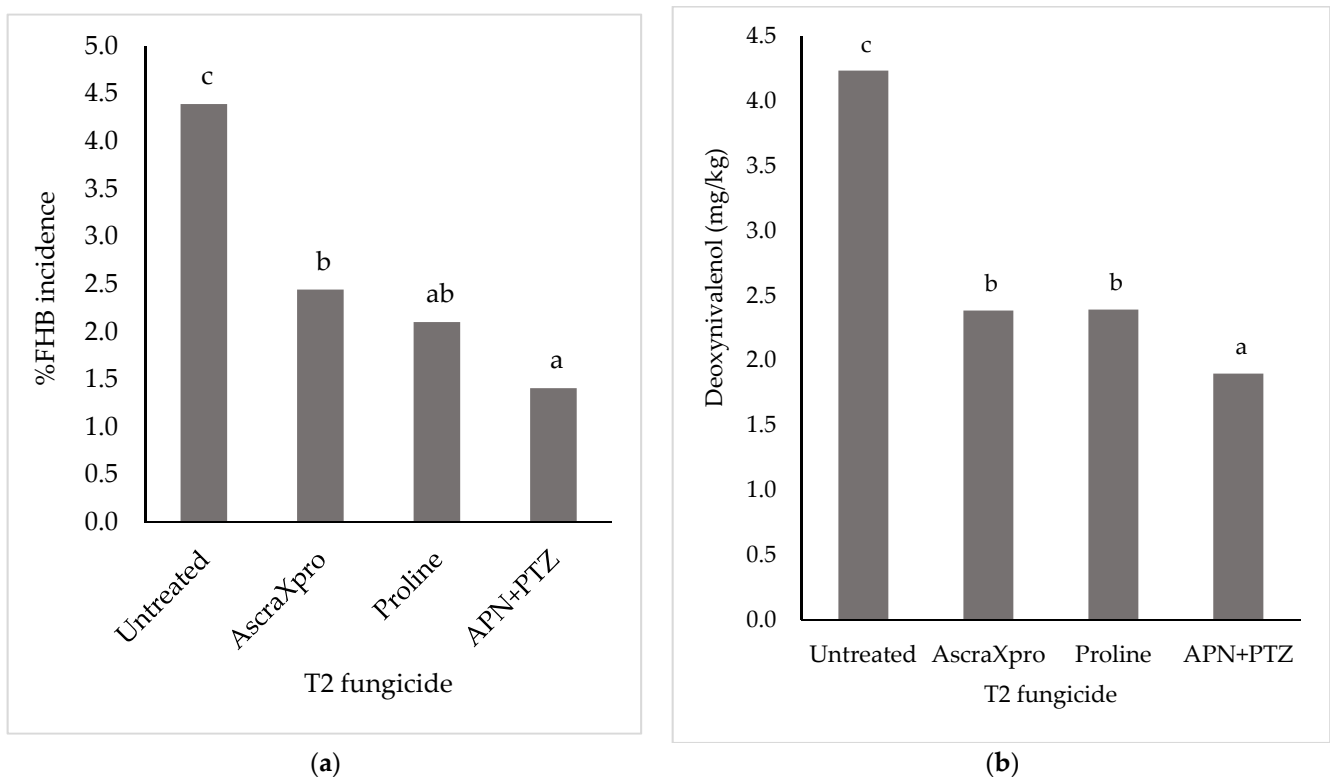 %FHB incidence
5.0
4.5
4.0
3.5
3.0
2.5
2.0
1.5
1.0
0.5
0.0
c
b
ab
a
Untreated
AscraXpro
Proline
APN+PTZ
T2 fungicide
(a)
Deoxynivalenol (mg/kg)
4.5
4.0
3.5
3.0
2.5
2.0
1.5
1.0
0.5
0.0
c
b
b
a
Untreated AscraXpro Proline APN+PTZ
T2 fungicide
(b)